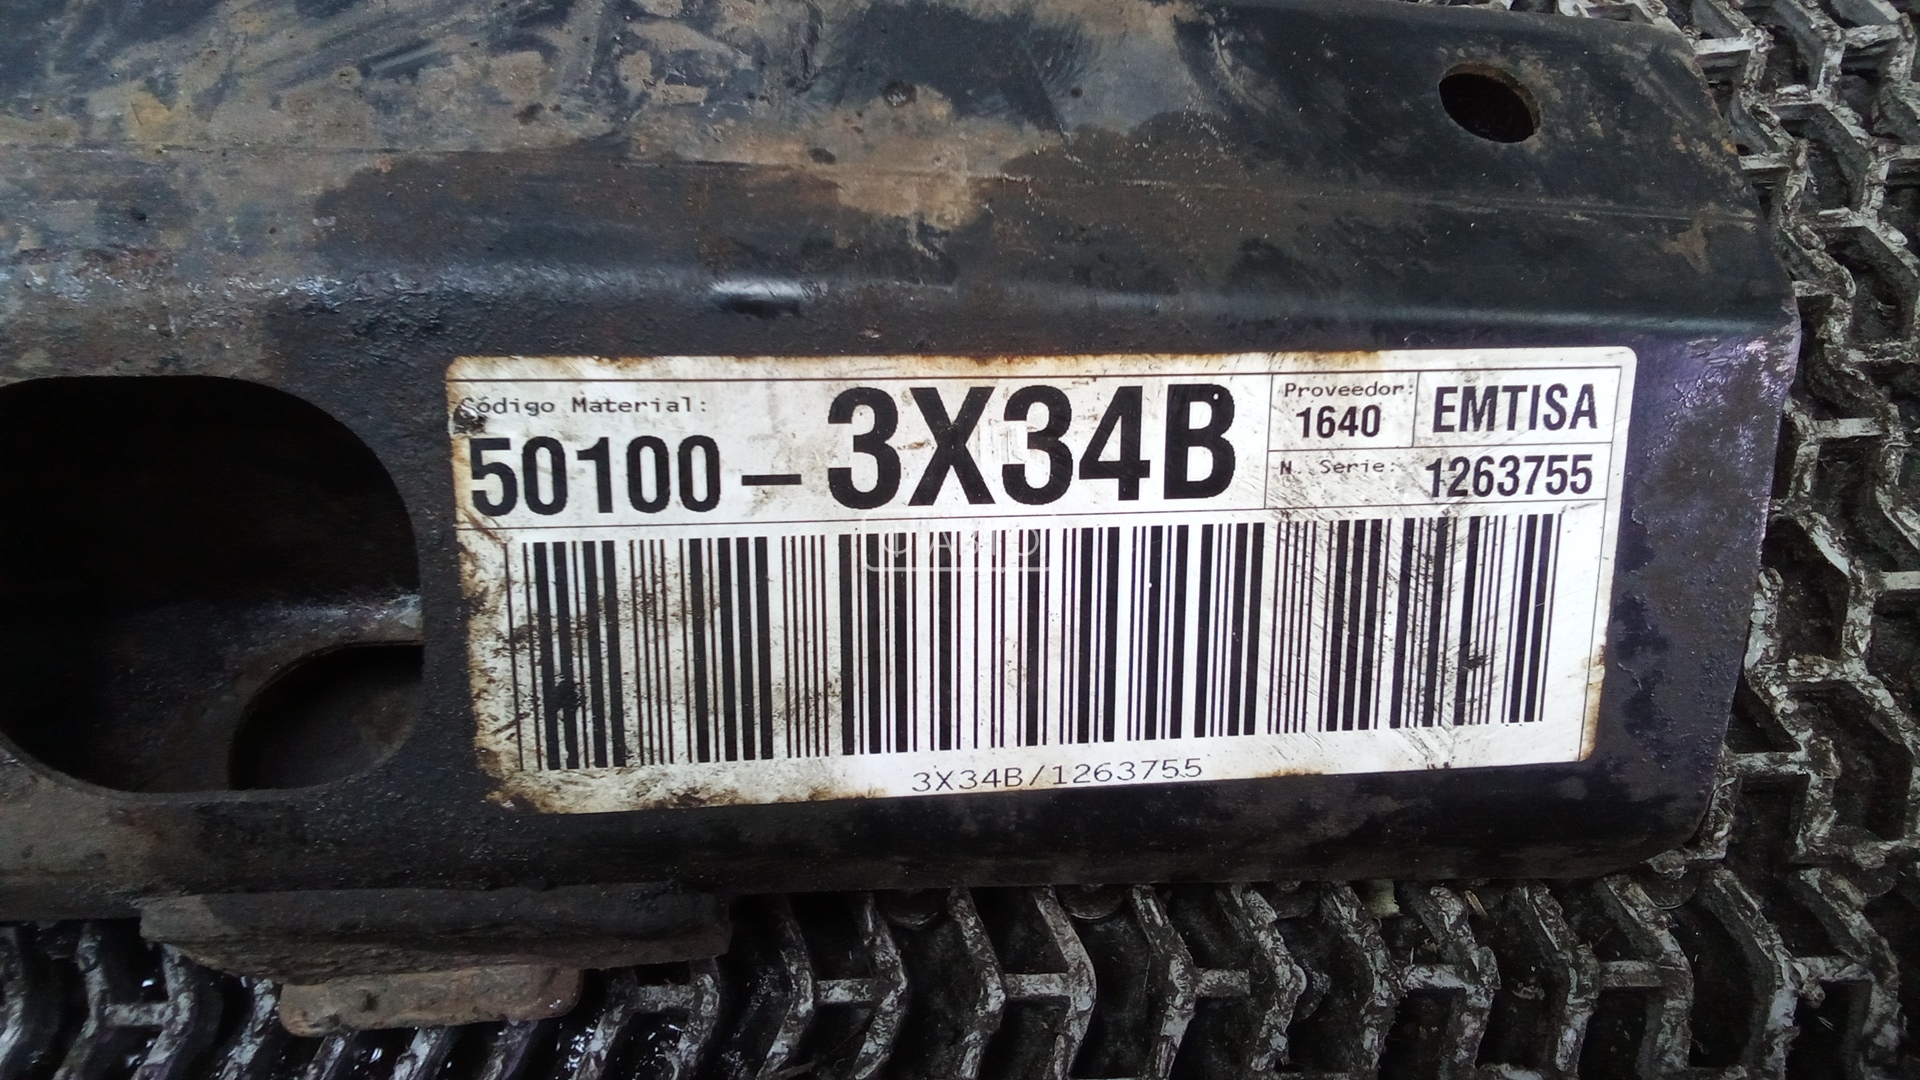 Código Material:
50100-3X34B
Proveedor:
1640
EMTISA
N. Serie:
1263755
3X34B/1263755